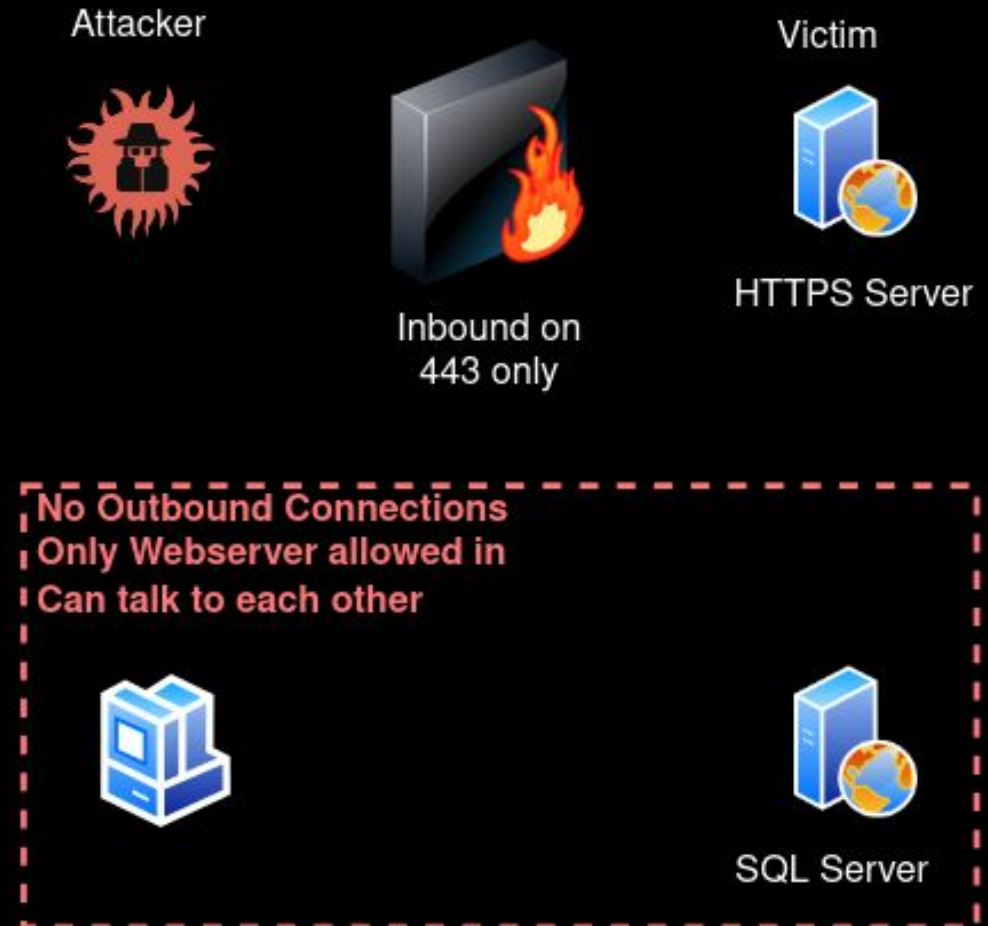 Attacker
Victim
HTTPS Server
Inbound on
443 only
No Outbound Connections
Only Webserver allowed in
Can talk to each other
SQL Server